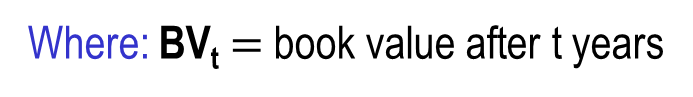 Where: BVt = book value after t years